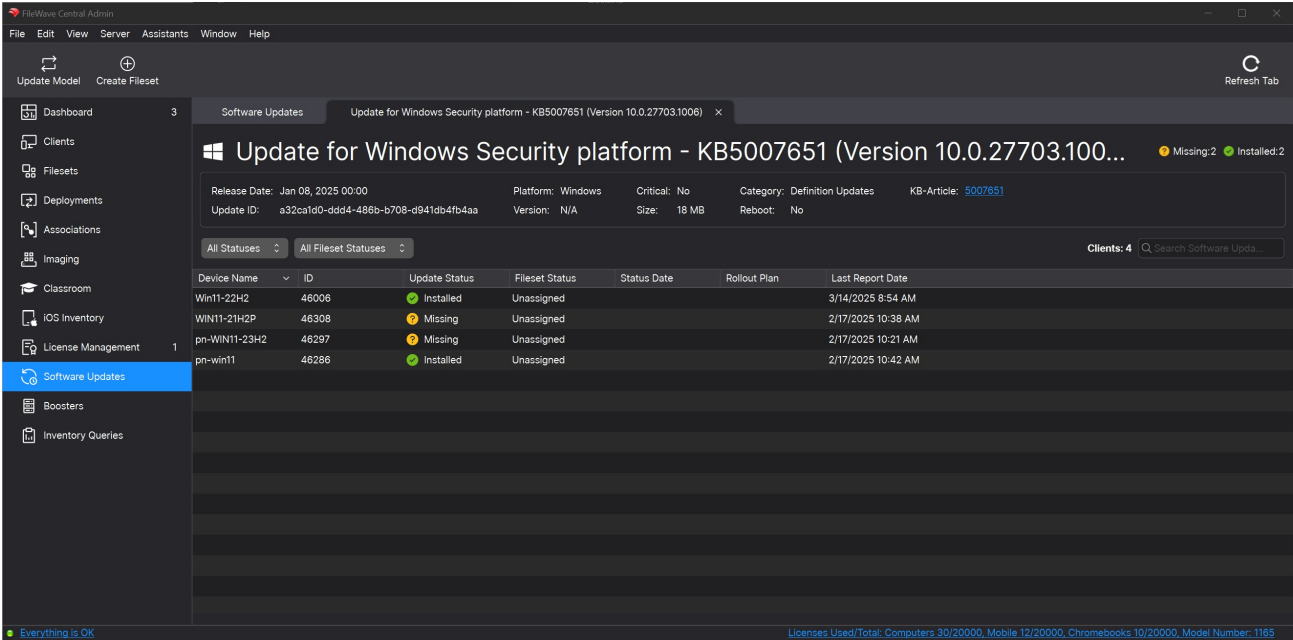 FileWave Central Admin
File Edit View Server Assistants Window Help
Update Model Create Fileset Refresh Tab
Dashboard 3
Clients
Filesets
Deployments
Associations
Imaging
Classroom
iOS Inventory
License Management 1
Software Updates
Boosters
Inventory Queries
Software Updates Update for Windows Security platform - KB5007651 (Version 10.0.27703.1006)
Update for Windows Security platform - KB5007651 (Version 10.0.27703.100... Missing:2 Installed:2
Release Date: Jan 08, 2025 00:00 Platform: Windows Critical: No Category: Definition Updates KB-Article: 5007651
Update ID: a32ca1d0-ddd4-486b-b708-d941db4fb4aa Version: N/A Size: 18 MB Reboot: No
All Statuses All Fileset Statuses Clients: 4 Search Software Upda...
Device Name ID Update Status Fileset Status Status Date Rollout Plan Last Report Date
Win11-22H2 46006 Installed Unassigned 3/14/2025 8:54 AM
WIN11-21H2P 46308 Missing Unassigned 2/17/2025 10:38 AM
pn-WIN11-23H2 46297 Missing Unassigned 2/17/2025 10:21 AM
pn-win11 46286 Installed Unassigned 2/17/2025 10:42 AM
Everything is OK Licenses Used/Total: Computers 30/20000, Mobile 12/20000, Chromebooks 10/20000, Model Number: 1165